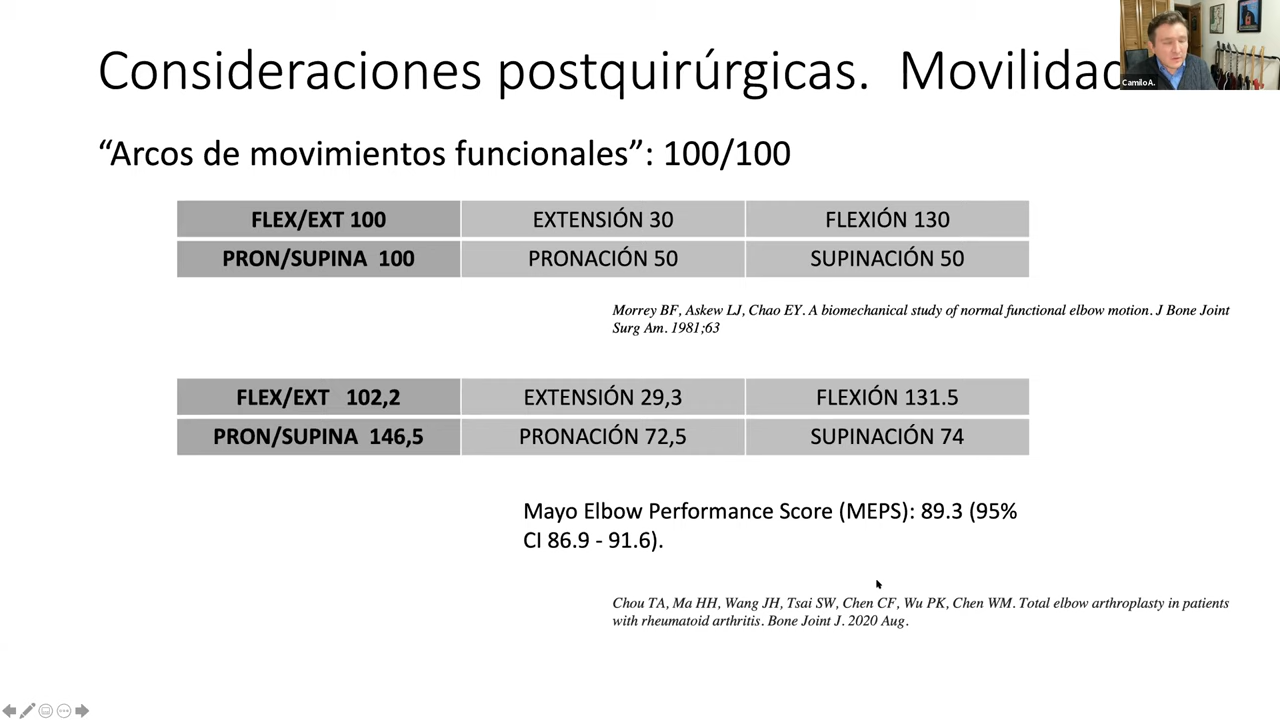 Consideraciones postquirúrgicas. Movilidad
Camilo A.
“Arcos de movimientos funcionales”: 100/100
FLEX/EXT 100 EXTENSIÓN 30 FLEXIÓN 130
PRON/SUPINA 100 PRONACIÓN 50 SUPINACIÓN 50
Morrey BF, Askew LJ, Chao EY. A biomechanical study of normal functional elbow motion. J Bone Joint
Surg Am. 1981;63
FLEX/EXT 102,2 EXTENSIÓN 29,3 FLEXIÓN 131.5
PRON/SUPINA 146,5 PRONACIÓN 72,5 SUPINACIÓN 74
Mayo Elbow Performance Score (MEPS): 89.3 (95%
CI 86.9 - 91.6).
Chou TA, Ma HH, Wang JH, Tsai SW, Chen CF, Wu PK, Chen WM. Total elbow arthroplasty in patients
with rheumatoid arthritis. Bone Joint J. 2020 Aug.